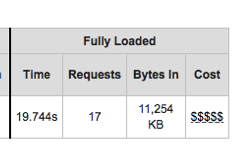 Fully Loaded
Time Requests Bytes In Cost
19.744s 17 11,254 KB $$$$$